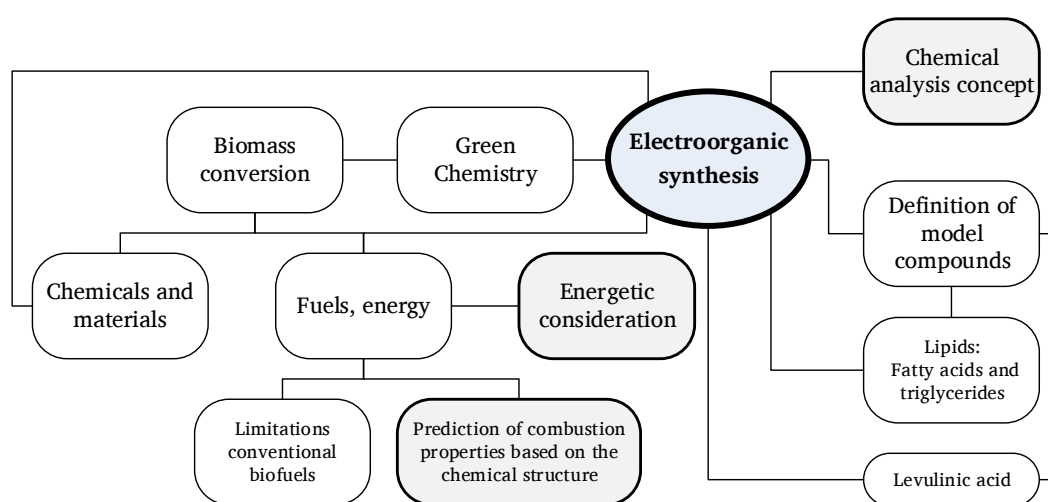 Chemical
analysis concept
Electroorganic
synthesis
Biomass
conversion
Green
Chemistry
Definition of
model
compounds
Chemicals and
materials
Fuels, energy
Energetic
consideration
Lipids:
Fatty acids and
triglycerides
Limitations
conventional
biofuels
Prediction of combustion
properties based on the
chemical structure
Levulinic acid